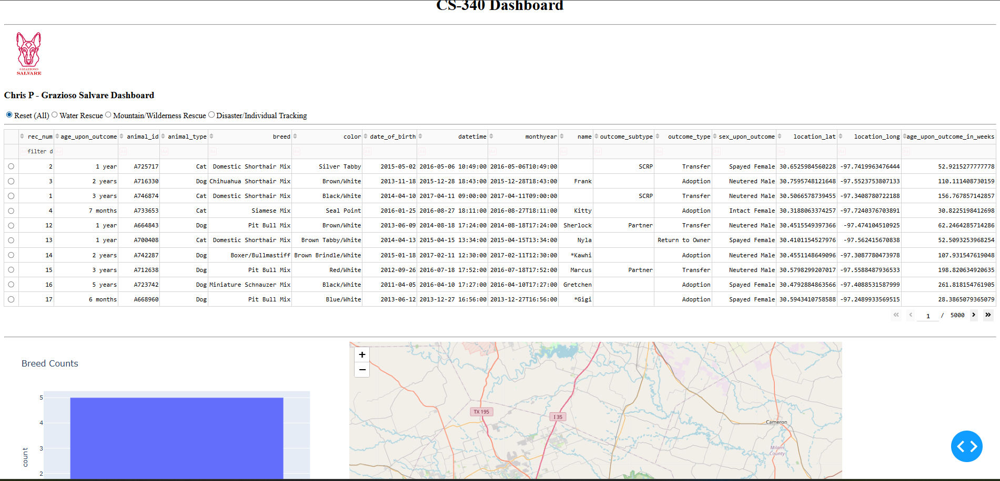 CS-340 Dashboard
GRAZIOSO
SALVARE
Chris P - Grazioso Salvare Dashboard
Reset (All) Water Rescue Mountain/Wilderness Rescue Disaster/Individual Tracking
rec_num age_upon_outcome animal_id animal_type breed color date_of_birth datetime monthyear name outcome_subtype outcome_type sex_upon_outcome location_lat location_long age_upon_outcome_in_weeks
filter d
2 1 year A725717 Cat Domestic Shorthair Mix Silver Tabby 2015-05-02 2016-05-06 10:49:00 2016-05-06T10:49:00 SCRP Transfer Spayed Female 30.6525984560228 -97.7419963476444 52.9215277777778
3 2 years A716330 Dog Chihuahua Shorthair Mix Brown/White 2013-11-18 2015-12-28 18:43:00 2015-12-28T18:43:00 Frank Adoption Neutered Male 30.7595748121648 -97.5523753807133 110.111408730159
1 3 years A746874 Cat Domestic Shorthair Mix Black/White 2014-04-10 2017-04-11 09:00:00 2017-04-11T09:00:00 SCRP Transfer Neutered Male 30.5066578739455 -97.3408780722188 156.767857142857
4 7 months A733653 Cat Siamese Mix Seal Point 2016-01-25 2016-08-27 18:11:00 2016-08-27T18:11:00 Kitty Adoption Intact Female 30.3188063374257 -97.7240376703891 30.8225198412698
12 1 year A664843 Dog Pit Bull Mix Brown/White 2013-06-09 2014-08-18 17:24:00 2014-08-18T17:24:00 Sherlock Partner Transfer Neutered Male 30.4515549397366 -97.474104510925 62.2464285714286
13 1 year A700408 Cat Domestic Shorthair Mix Brown Tabby/White 2014-04-13 2015-04-15 13:34:00 2015-04-15T13:34:00 Nyla Return to Owner Spayed Female 30.4101154527976 -97.562415670838 52.5093253968254
14 2 years A742287 Dog Boxer/Bullmastiff Brown Brindle/White 2015-01-18 2017-02-11 12:30:00 2017-02-11T12:30:00 *Kawhi Adoption Neutered Male 30.4551148649096 -97.3087780473978 107.931547619048
15 3 years A712638 Dog Pit Bull Mix Red/White 2012-09-26 2016-07-18 17:52:00 2016-07-18T17:52:00 Marcus Partner Transfer Neutered Male 30.5798299207017 -97.5588487936533 198.820634920635
16 5 years A723742 Dog Miniature Schnauzer Mix Black/White 2011-04-05 2016-04-10 17:27:00 2016-04-10T17:27:00 Gretchen Adoption Spayed Female 30.4792884863566 -97.4088531587999 261.818154761905
17 6 months A668960 Dog Pit Bull Mix Blue/White 2013-06-12 2013-12-27 16:56:00 2013-12-27T16:56:00 *Gigi Adoption Spayed Female 30.5943410758588 -97.2489933569515 28.3865079365079
1 / 5000
Breed Counts
5
4
3
2
count
+
−
TX 195
I 35
Cameron
Milam
County